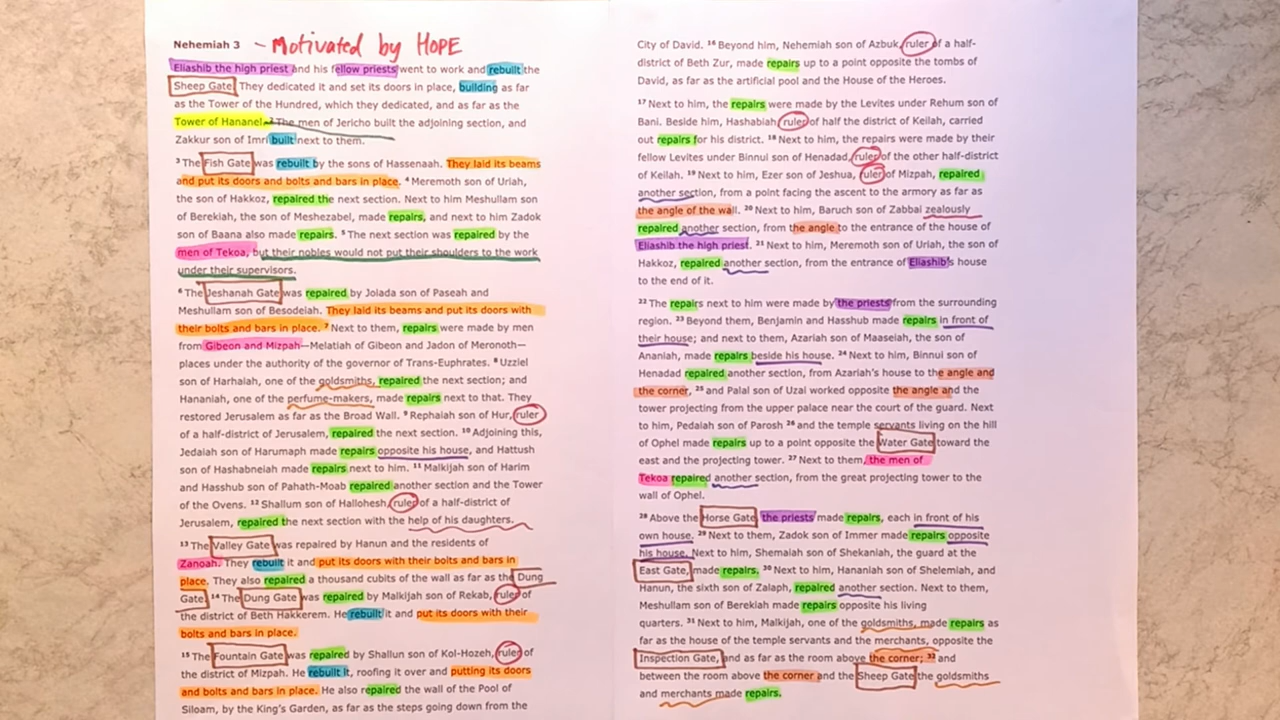 Nehemiah 3 - Motivated by HOPE
Eliashib the high priest and his fellow priests went to work and rebuilt the
Sheep Gate. They dedicated it and set its doors in place, building as far
as the Tower of the Hundred, which they dedicated, and as far as the
Tower of Hananel. ² The men of Jericho built the adjoining section, and
Zakkur son of Imri built next to them.
³ The Fish Gate was rebuilt by the sons of Hassenaah. They laid its beams
and put its doors and bolts and bars in place. ⁴ Meremoth son of Uriah,
the son of Hakkoz, repaired the next section. Next to him Meshullam son
of Berekiah, the son of Meshezabel, made repairs, and next to him Zadok
son of Baana also made repairs. ⁵ The next section was repaired by the
men of Tekoa, but their nobles would not put their shoulders to the work
under their supervisors.
⁶ The Jeshanah Gate was repaired by Joiada son of Paseah and
Meshullam son of Besodeiah. They laid its beams and put its doors with
their bolts and bars in place. ⁷ Next to them, repairs were made by men
from Gibeon and Mizpah—Melatiah of Gibeon and Jadon of Meronoth—
places under the authority of the governor of Trans-Euphrates. ⁸ Uzziel
son of Harhaiah, one of the goldsmiths, repaired the next section; and
Hananiah, one of the perfume-makers, made repairs next to that. They
restored Jerusalem as far as the Broad Wall. ⁹ Rephaiah son of Hur, ruler
of a half-district of Jerusalem, repaired the next section. ¹⁰ Adjoining this,
Jedaiah son of Harumaph made repairs opposite his house, and Hattush
son of Hashabneiah made repairs next to him. ¹¹ Malkijah son of Harim
and Hasshub son of Pahath-Moab repaired another section and the Tower
of the Ovens. ¹² Shallum son of Hallohesh, ruler of a half-district of
Jerusalem, repaired the next section with the help of his daughters.
¹³ The Valley Gate was repaired by Hanun and the residents of
Zanoah. They rebuilt it and put its doors with their bolts and bars in
place. They also repaired a thousand cubits of the wall as far as the Dung
Gate. ¹⁴ The Dung Gate was repaired by Malkijah son of Rekab, ruler of
the district of Beth Hakkerem. He rebuilt it and put its doors with their
bolts and bars in place.
¹⁵ The Fountain Gate was repaired by Shallun son of Kol-Hozeh, ruler of
the district of Mizpah. He rebuilt it, roofing it over and putting its doors
and bolts and bars in place. He also repaired the wall of the Pool of
Siloam, by the King's Garden, as far as the steps going down from the
City of David. ¹⁶ Beyond him, Nehemiah son of Azbuk, ruler of a half-
district of Beth Zur, made repairs up to a point opposite the tombs of
David, as far as the artificial pool and the House of the Heroes.
¹⁷ Next to him, the repairs were made by the Levites under Rehum son of
Bani. Beside him, Hashabiah ruler of half the district of Keilah, carried
out repairs for his district. ¹⁸ Next to him, the repairs were made by their
fellow Levites under Binnui son of Henadad, ruler of the other half-district
of Keilah. ¹⁹ Next to him, Ezer son of Jeshua, ruler of Mizpah, repaired
another section, from a point facing the ascent to the armory as far as
the angle of the wall. ²⁰ Next to him, Baruch son of Zabbai zealously
repaired another section, from the angle to the entrance of the house of
Eliashib the high priest. ²¹ Next to him, Meremoth son of Uriah, the son of
Hakkoz, repaired another section, from the entrance of Eliashib's house
to the end of it.
²² The repairs next to him were made by the priests from the surrounding
region. ²³ Beyond them, Benjamin and Hasshub made repairs in front of
their house; and next to them, Azariah son of Maaseiah, the son of
Ananiah, made repairs beside his house. ²⁴ Next to him, Binnui son of
Henadad repaired another section, from Azariah's house to the angle and
the corner, ²⁵ and Palal son of Uzai worked opposite the angle and the
tower projecting from the upper palace near the court of the guard. Next
to him, Pedaiah son of Parosh ²⁶ and the temple servants living on the hill
of Ophel made repairs up to a point opposite the Water Gate toward the
east and the projecting tower. ²⁷ Next to them, the men of
Tekoa repaired another section, from the great projecting tower to the
wall of Ophel.
²⁸ Above the Horse Gate, the priests made repairs, each in front of his
own house. ²⁹ Next to them, Zadok son of Immer made repairs opposite
his house. Next to him, Shemaiah son of Shekaniah, the guard at the
East Gate, made repairs. ³⁰ Next to him, Hananiah son of Shelemiah, and
Hanun, the sixth son of Zalaph, repaired another section. Next to them,
Meshullam son of Berekiah made repairs opposite his living
quarters. ³¹ Next to him, Malkijah, one of the goldsmiths, made repairs as
far as the house of the temple servants and the merchants, opposite the
Inspection Gate, and as far as the room above the corner; ³² and
between the room above the corner and the Sheep Gate the goldsmiths
and merchants made repairs.